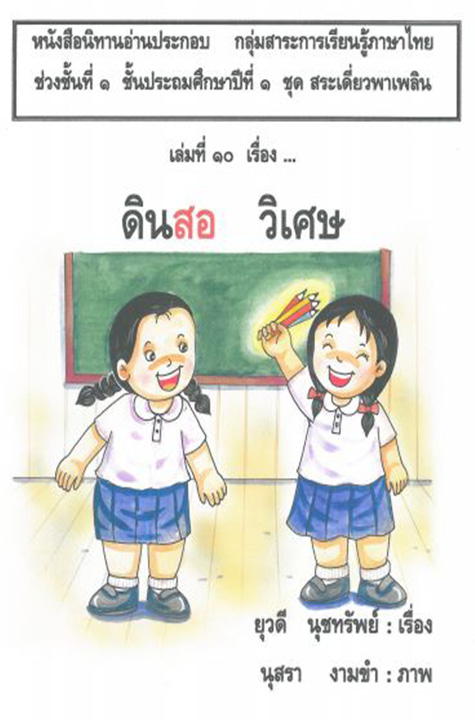 หนังสือนิทานอ่านประกอบ กลุ่มสาระการเรียนรู้ภาษาไทย
ช่วงชั้นที่ ๑ ชั้นประถมศึกษาปีที่ ๑ ชุด สระเดี่ยวพาเพลิน
เล่มที่ ๑๐ เรื่อง ...
ดินสอ วิเศษ
ยุวดี นุชทรัพย์ : เรื่อง
นุสรา งามขำ : ภาพ